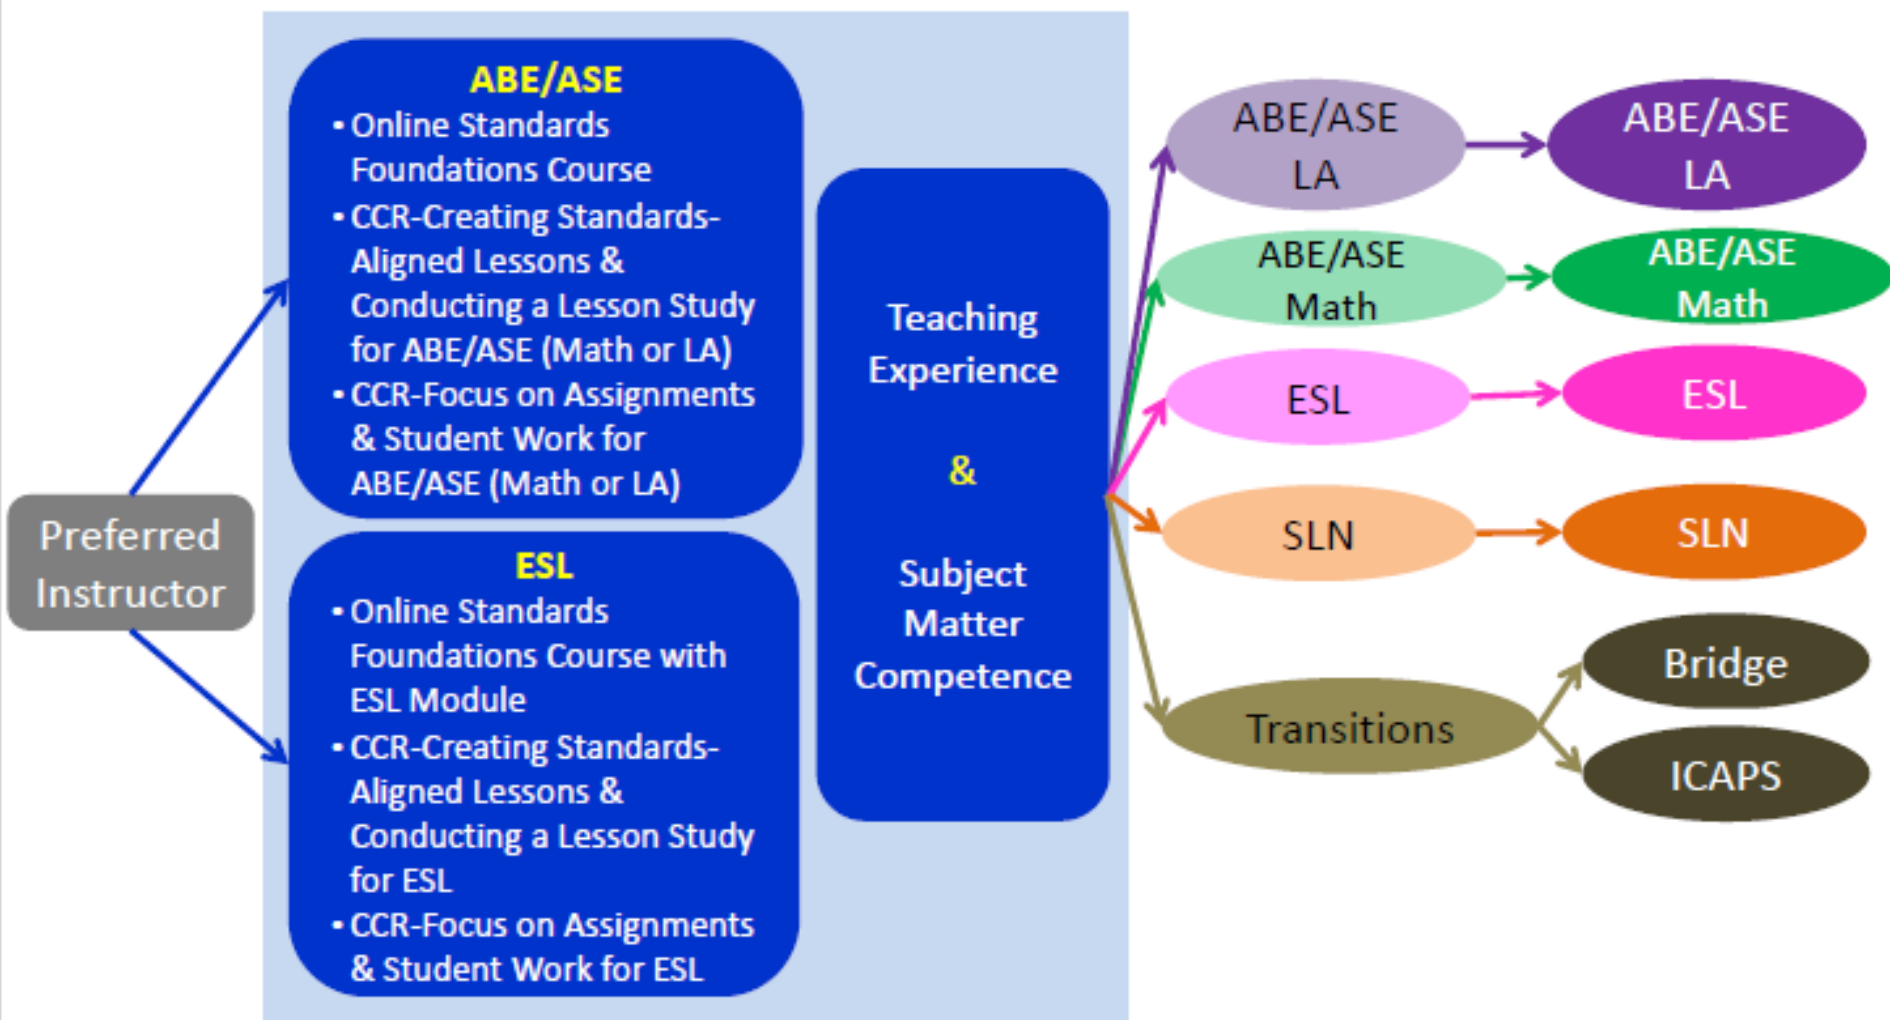 Preferred
Instructor
ABE/ASE
• Online Standards
Foundations Course
• CCR-Creating Standards-
Aligned Lessons &
Conducting a Lesson Study
for ABE/ASE (Math or LA)
• CCR-Focus on Assignments
& Student Work for
ABE/ASE (Math or LA)
ESL
• Online Standards
Foundations Course with
ESL Module
• CCR-Creating Standards-
Aligned Lessons &
Conducting a Lesson Study
for ESL
• CCR-Focus on Assignments
& Student Work for ESL
Teaching
Experience
&
Subject
Matter
Competence
ABE/ASE
LA
ABE/ASE
LA
ABE/ASE
Math
ABE/ASE
Math
ESL
ESL
SLN
SLN
Transitions
Bridge
ICAPS